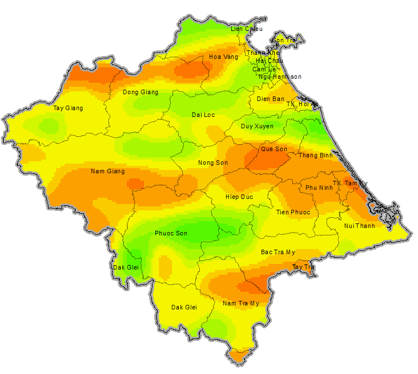 Lien Chieu
Hoa Vang
Thanh Khe
Hai Chau
Cam Le
Ngu Hanh Son
Tay Giang
Dong Giang
Dien Ban
TX. Hoi An
Dai Loc
Duy Xuyen
Que Son
Thang Binh
Nong Son
Nam Giang
TX. Tam Ky
Phu Ninh
Hiep Duc
Tien Phuoc
Nui Thanh
Phuoc Son
Bac Tra My
Dak Glei
Tay Tra
Dak Glei
Nam Tra My